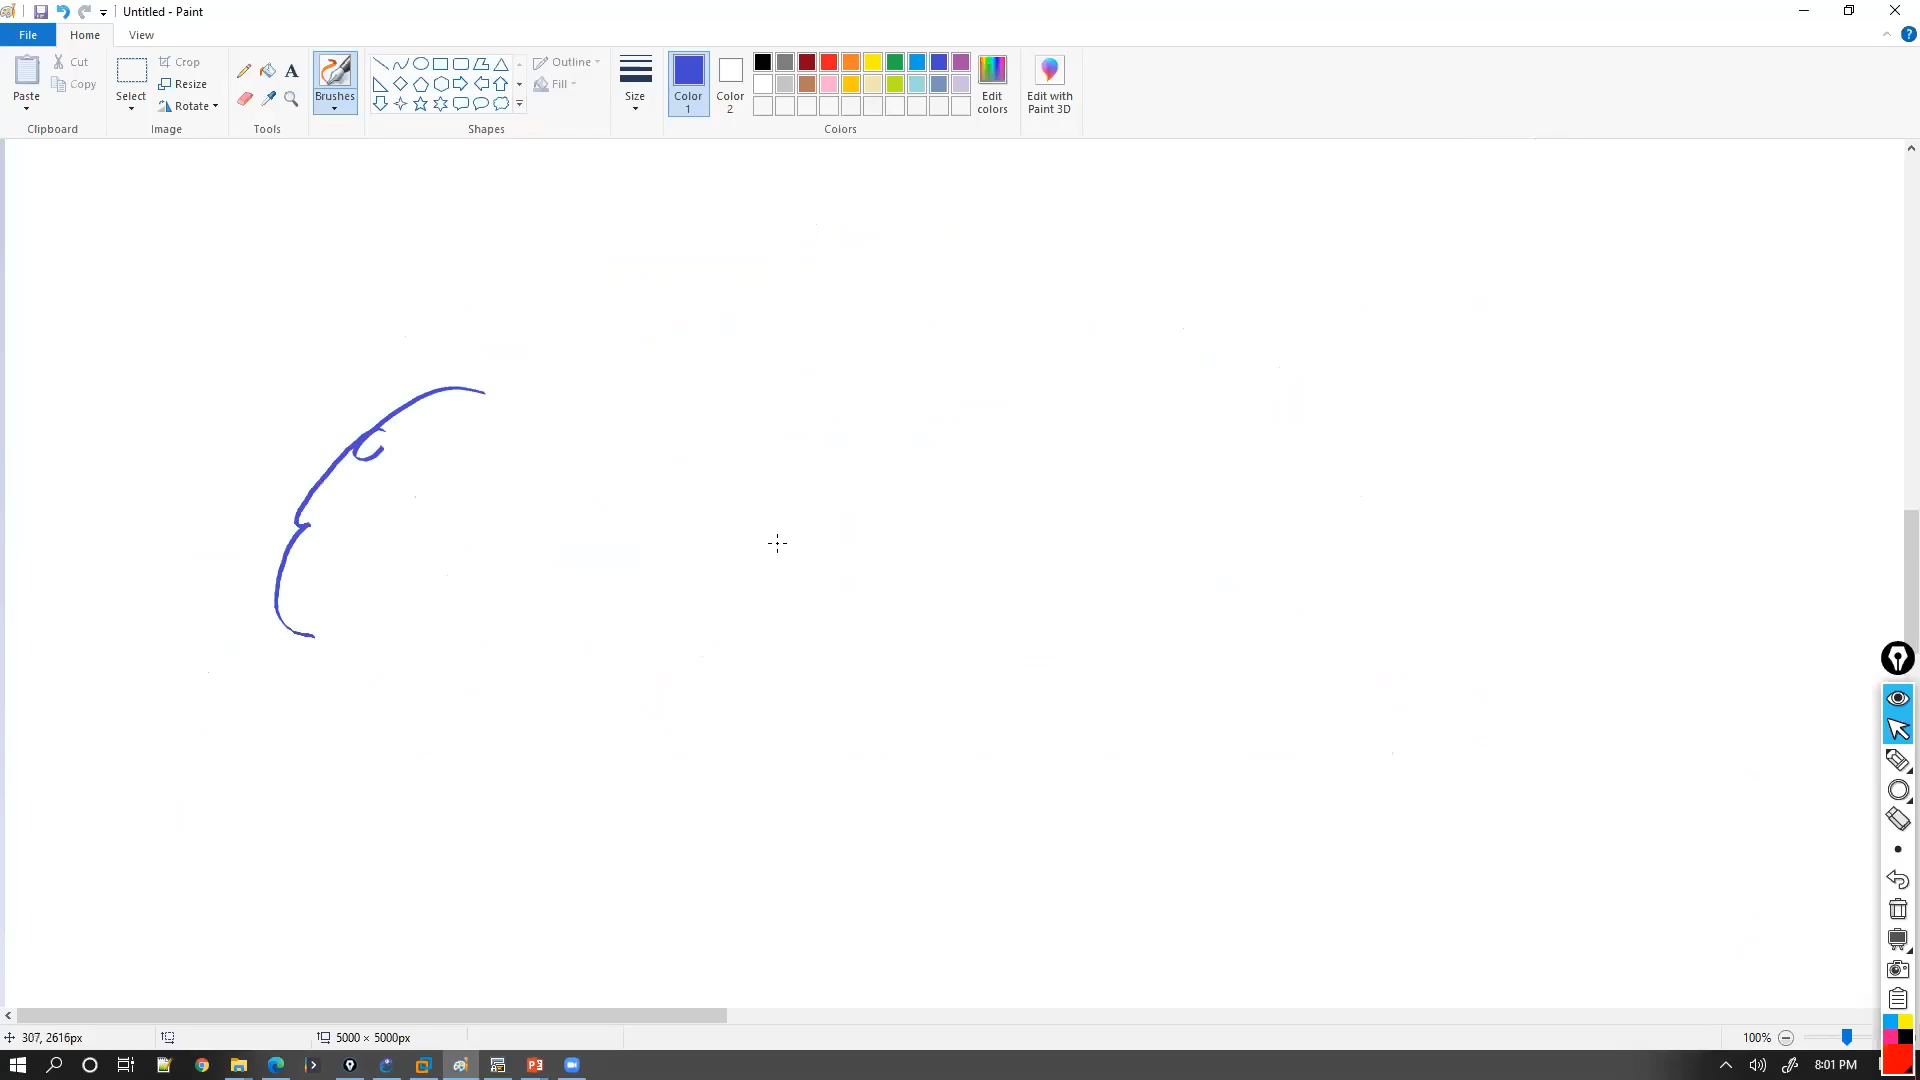 Untitled - Paint
File Home View
Paste
Cut
Copy
Clipboard
Select
Crop
Resize
Rotate
Image
Tools
Brushes
Outline
Fill
Shapes
Size
Color 1
Color 2
Colors
Edit colors
Edit with Paint 3D
307, 2616px
5000 × 5000px
100%
8:01 PM